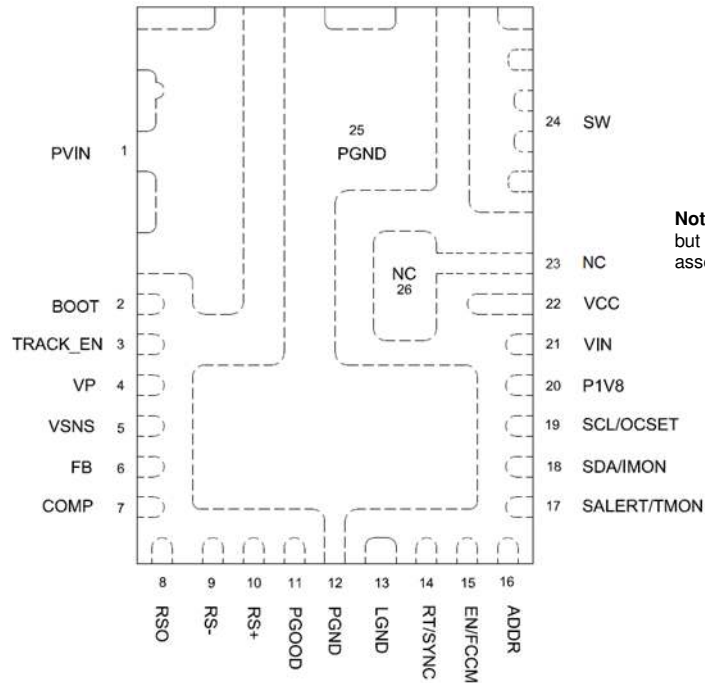 25
PGND
24 SW
PVIN 1
Not
but
23 NC
NC
26
BOOT 2
22 VCC
TRACK_EN 3
21 VIN
VP 4
20 P1V8
VSNS 5
19 SCL/OCSET
FB 6
18 SDA/IMON
COMP 7
17 SALERT/TMON
8 9 10 11 12 13 14 15 16
RSO
RS-
RS+
PGOOD
PGND
LGND
RT/SYNC
EN/FCCM
ADDR